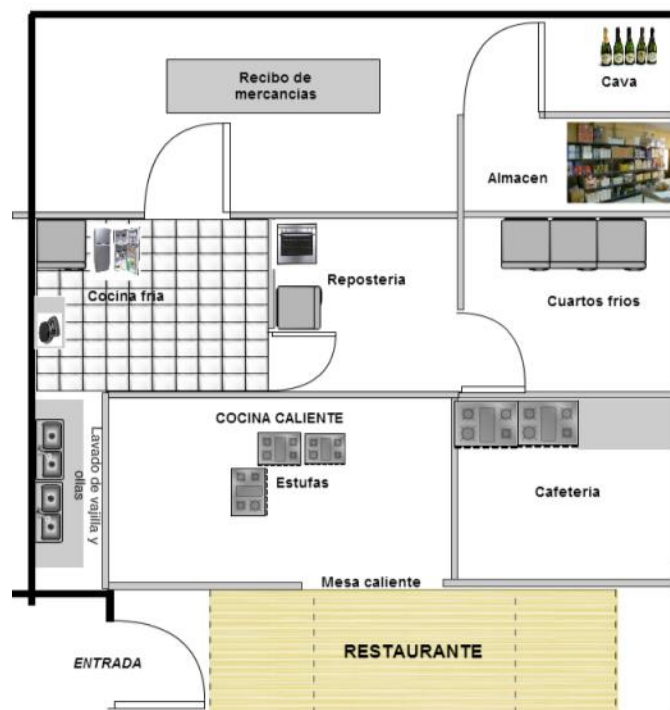 Recibo de
mercancias
Cava
Almacen
Cocina fria
Reposteria
Cuartos frios
Lavado de vajilla y
ollas
COCINA CALIENTE
Estufas
Cafeteria
Mesa caliente
ENTRADA
RESTAURANTE